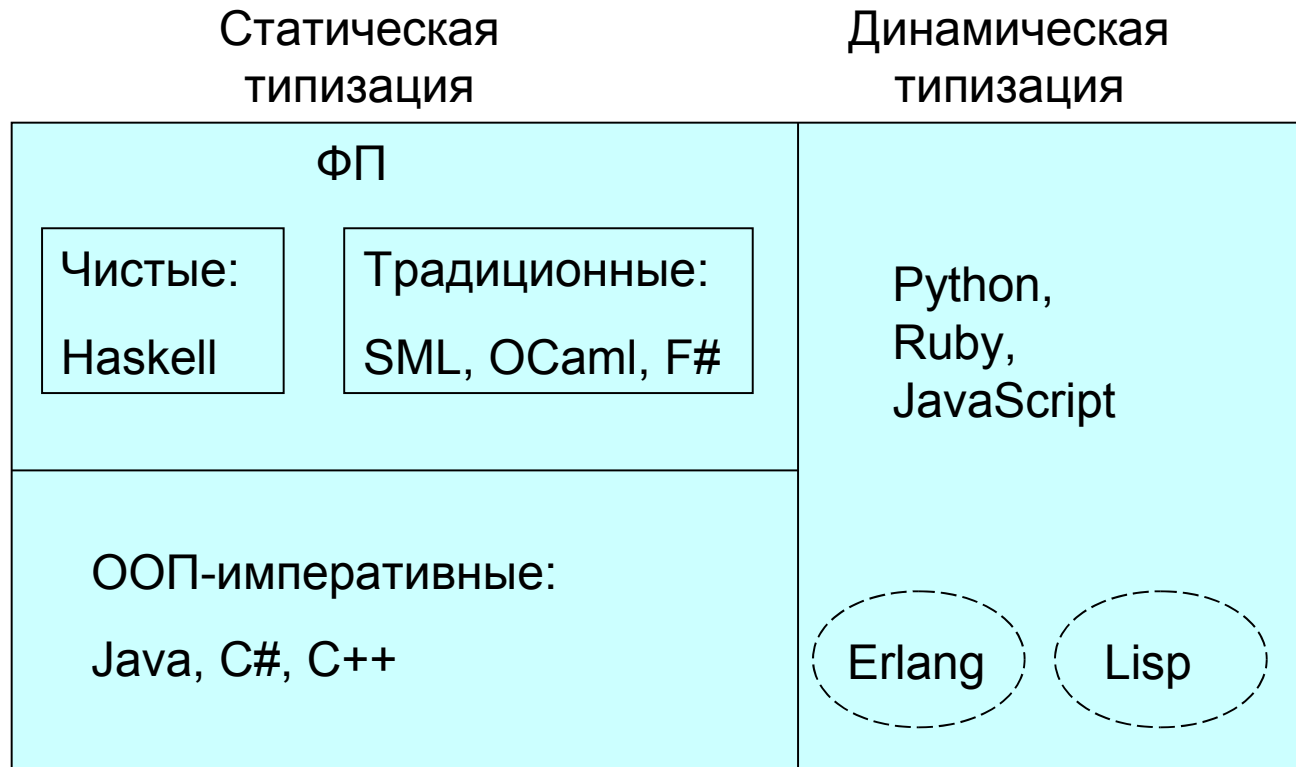 Статическая
типизация
Динамическая
типизация
ФП
Чистые:
Haskell
Традиционные:
SML, OCaml, F#
Python,
Ruby,
JavaScript
ООП-императивные:
Java, C#, C++
Erlang
Lisp